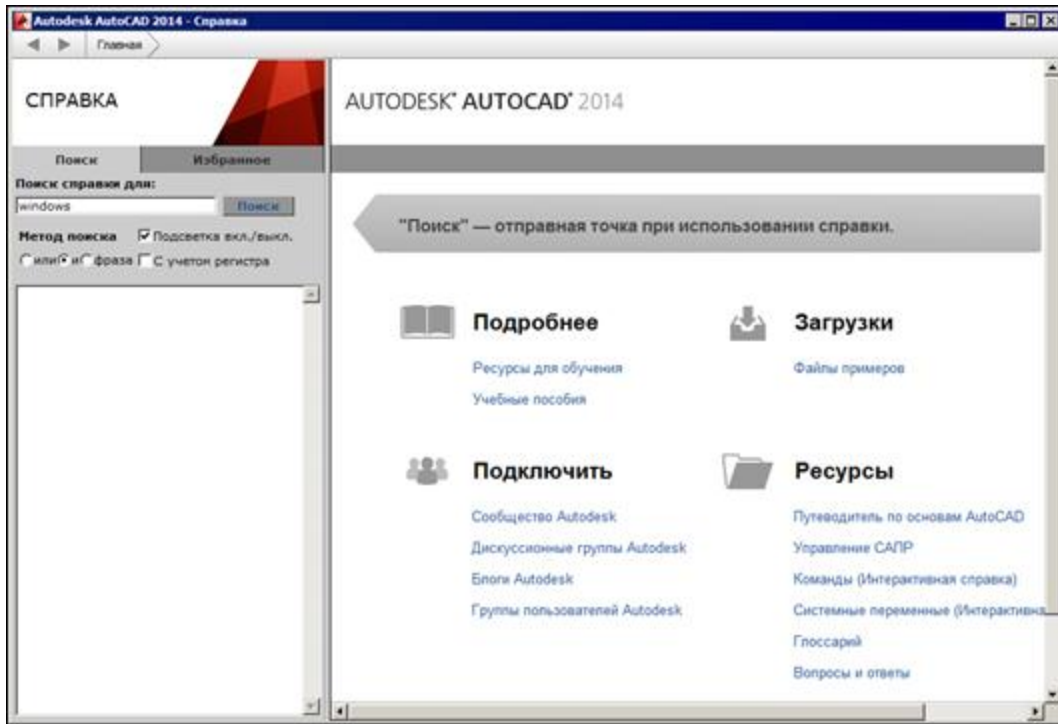 Autodesk AutoCAD 2014 - Справка
Главная
СПРАВКА
Поиск
Избранное
Поиск справки для:
windows
Поиск
Метод поиска
Подсветка вкл./выкл.
или и фраза С учетом регистра
AUTODESK® AUTOCAD® 2014
"Поиск" — отправная точка при использовании справки.
Подробнее
Ресурсы для обучения
Учебные пособия
Загрузки
Файлы примеров
Подключить
Сообщество Autodesk
Дискуссионные группы Autodesk
Блоги Autodesk
Группы пользователей Autodesk
Ресурсы
Путеводитель по основам AutoCAD
Управление САПР
Команды (Интерактивная справка)
Системные переменные (Интерактивна
Глоссарий
Вопросы и ответы